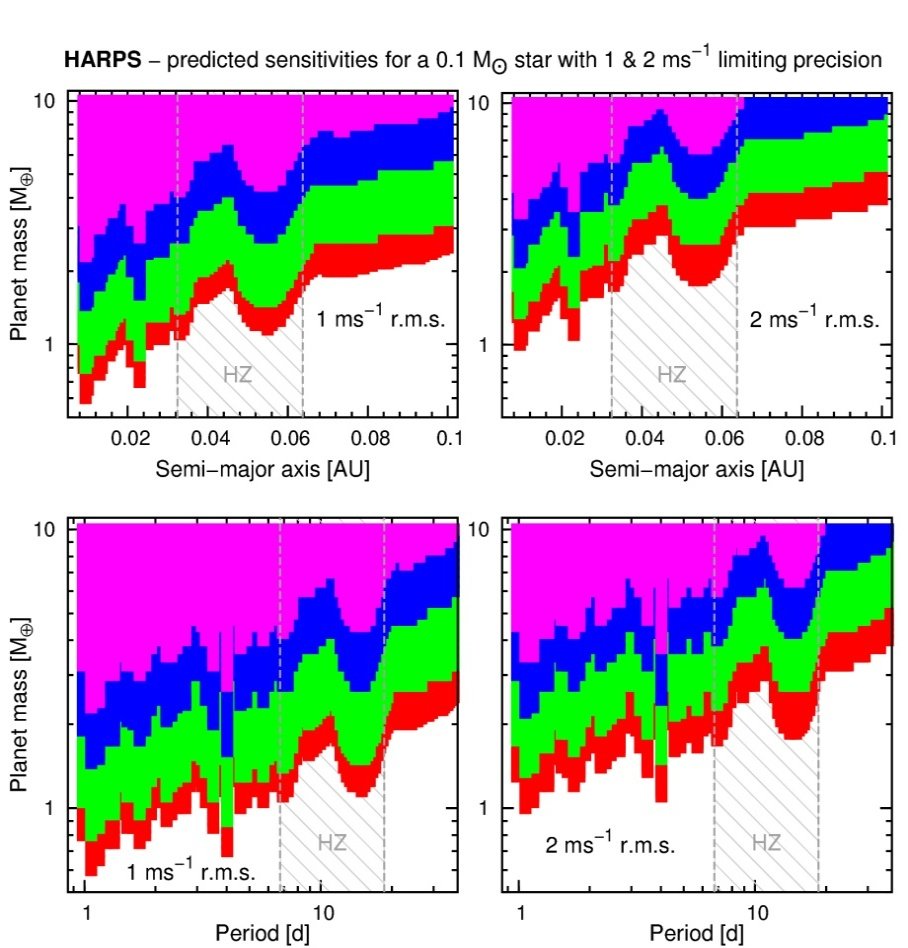 HARPS – predicted sensitivities for a 0.1 M⊙ star with 1 & 2 ms⁻¹ limiting precision
10
1
Planet mass [M⊕]
1 ms⁻¹ r.m.s.
HZ
0.02 0.04 0.06 0.08 0.1
Semi–major axis [AU]
10
1
2 ms⁻¹ r.m.s.
HZ
0.02 0.04 0.06 0.08 0.1
Semi–major axis [AU]
10
1
Planet mass [M⊕]
HZ
1 ms⁻¹ r.m.s.
1 10
Period [d]
10
1
2 ms⁻¹ r.m.s.
HZ
1 10
Period [d]